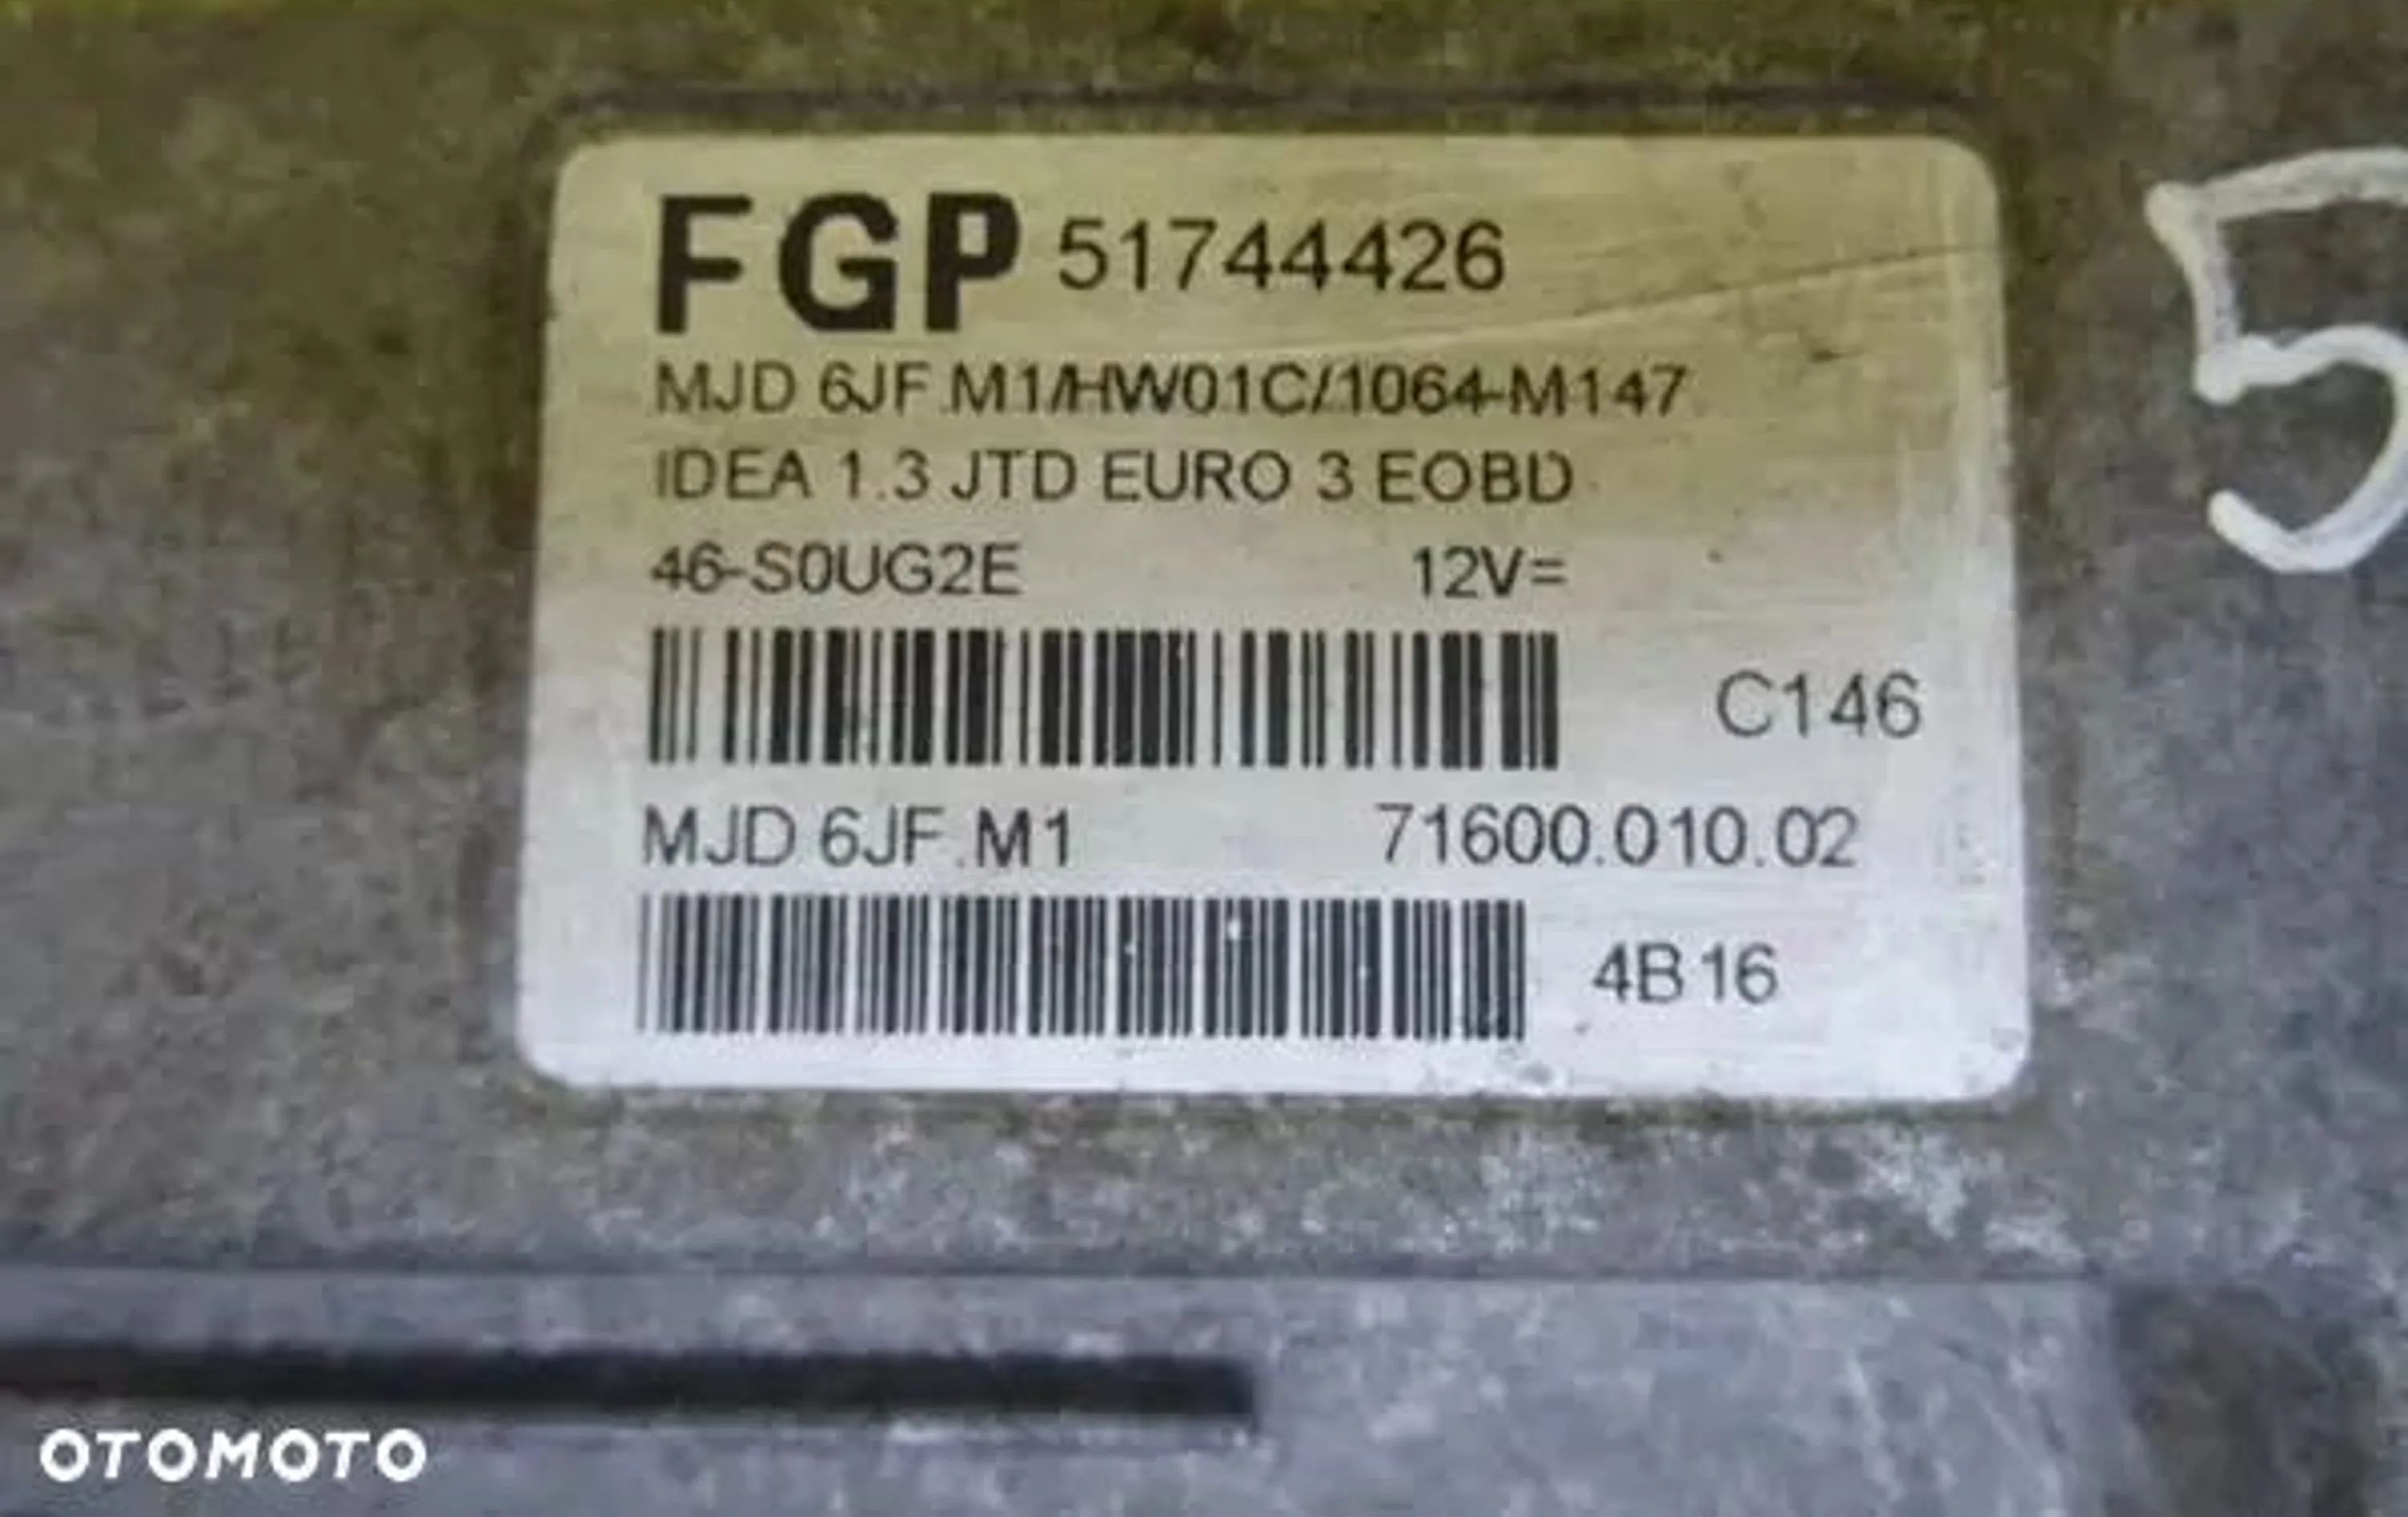 FGP 51744426
MJD 6JF.M1/HW01C/1064-M147
IDEA 1.3 JTD EURO 3 EOBD
46-S0UG2E 12V=
C146
MJD 6JF.M1 71600.010.02
4B16
5
OTOMOTO